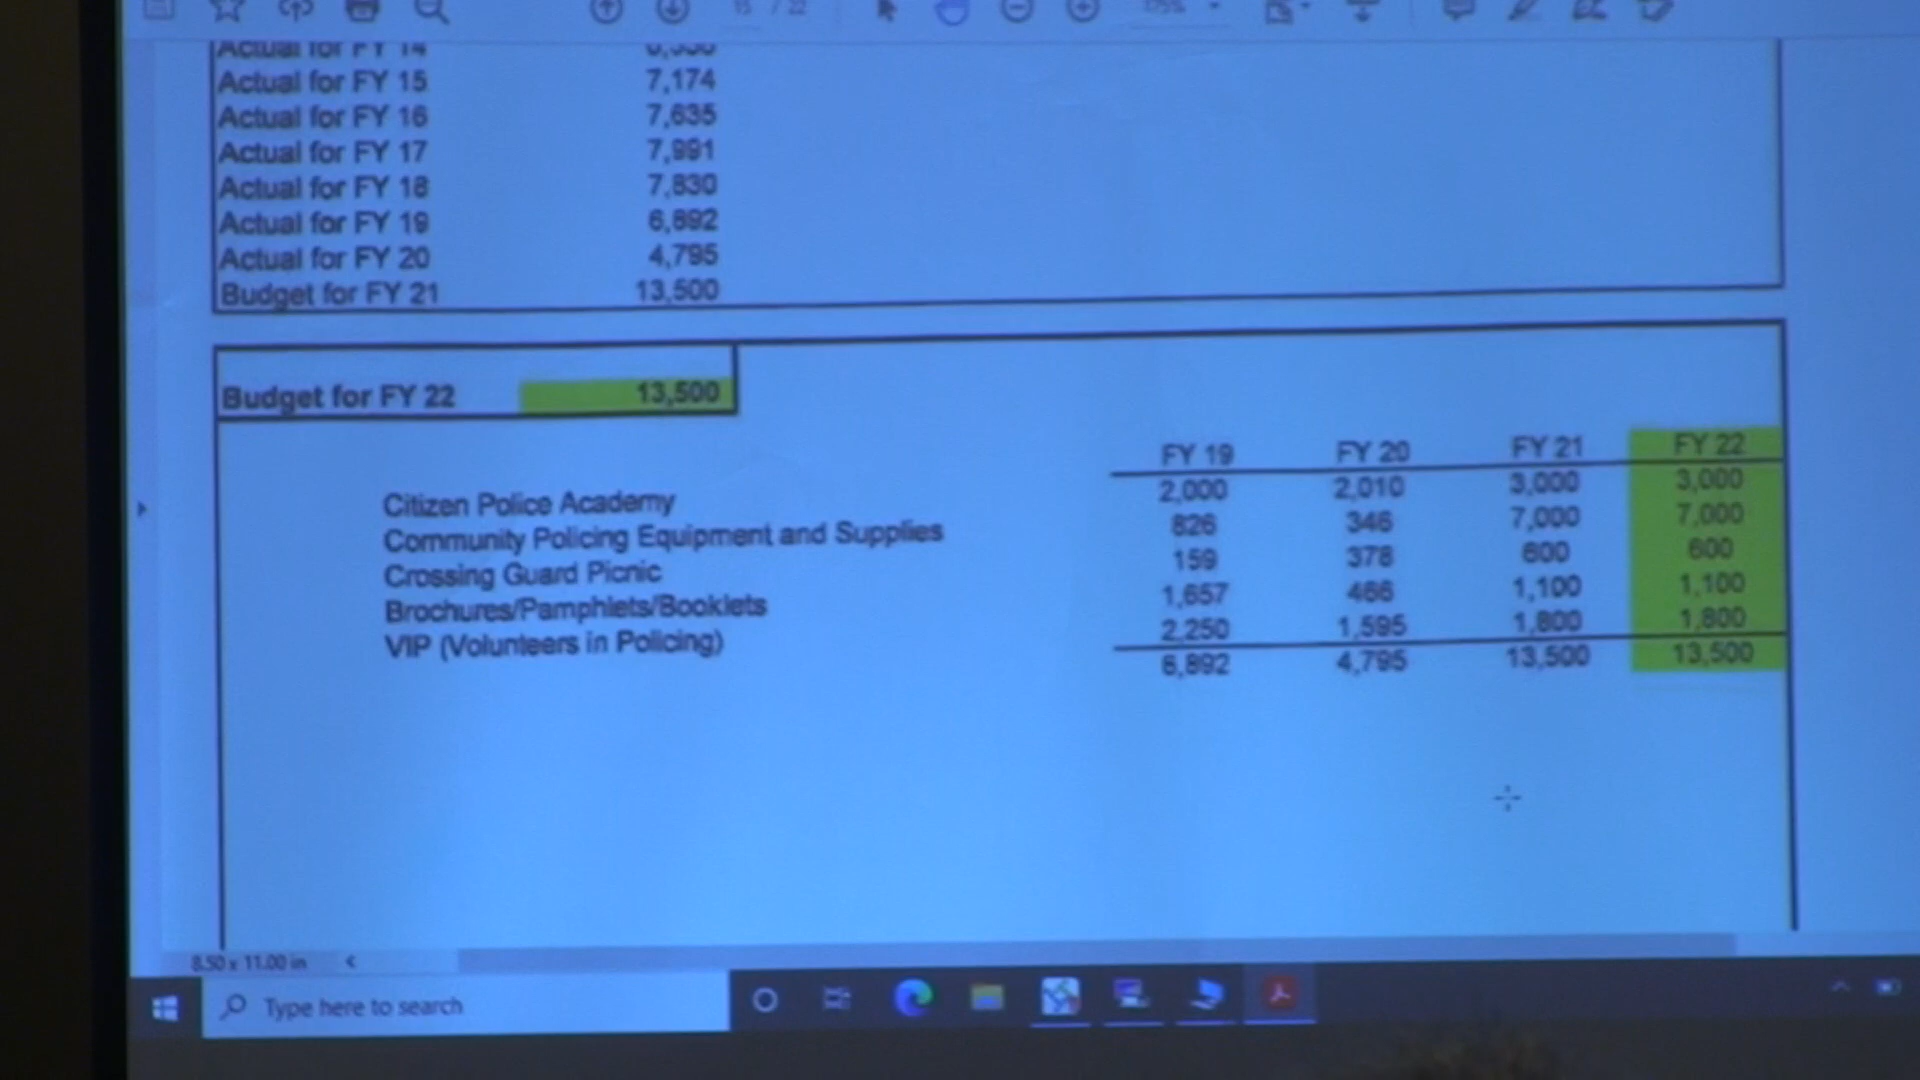 Actual for FY 14
Actual for FY 15 7,174
Actual for FY 16 7,635
Actual for FY 17 7,991
Actual for FY 18 7,830
Actual for FY 19 6,892
Actual for FY 20 4,795
Budget for FY 21 13,500
Budget for FY 22 13,500
FY 19 FY 20 FY 21 FY 22
Citizen Police Academy 2,000 2,010 3,000 3,000
Community Policing Equipment and Supplies 826 346 7,000 7,000
Crossing Guard Picnic 159 378 600 600
Brochures/Pamphlets/Booklets 1,657 466 1,100 1,100
VIP (Volunteers in Policing) 2,250 1,595 1,800 1,800
6,892 4,795 13,500 13,500
8.50 x 11.00 in
Type here to search